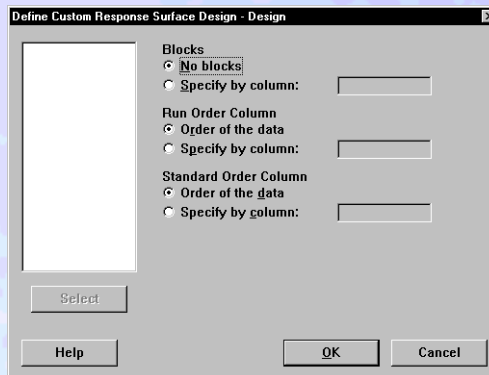 Define Custom Response Surface Design - Design
Blocks
No blocks
Specify by column:
Run Order Column
Order of the data
Specify by column:
Standard Order Column
Order of the data
Specify by column:
Select
Help
OK
Cancel